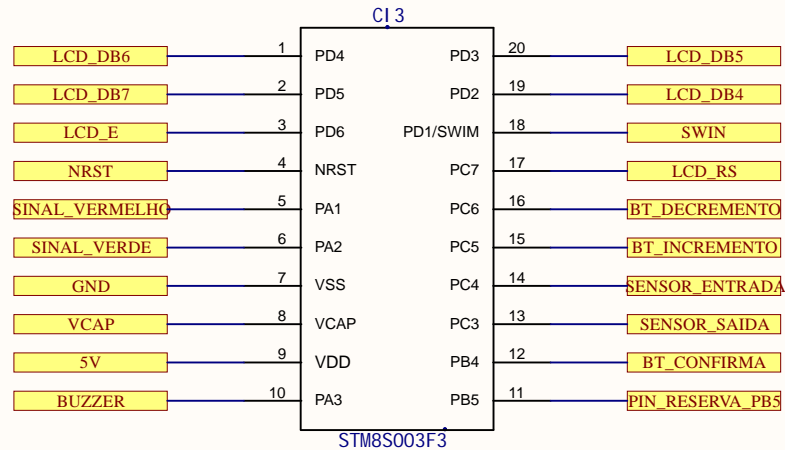 CI3
LCD_DB6 1 PD4 PD3 20 LCD_DB5
LCD_DB7 2 PD5 PD2 19 LCD_DB4
LCD_E 3 PD6 PD1/SWIM 18 SWIN
NRST 4 NRST PC7 17 LCD_RS
SINAL_VERMELHO 5 PA1 PC6 16 BT_DECREMENTO
SINAL_VERDE 6 PA2 PC5 15 BT_INCREMENTO
GND 7 VSS PC4 14 SENSOR_ENTRADA
VCAP 8 VCAP PC3 13 SENSOR_SAIDA
5V 9 VDD PB4 12 BT_CONFIRMA
BUZZER 10 PA3 PB5 11 PIN_RESERVA_PB5
STM8S003F3